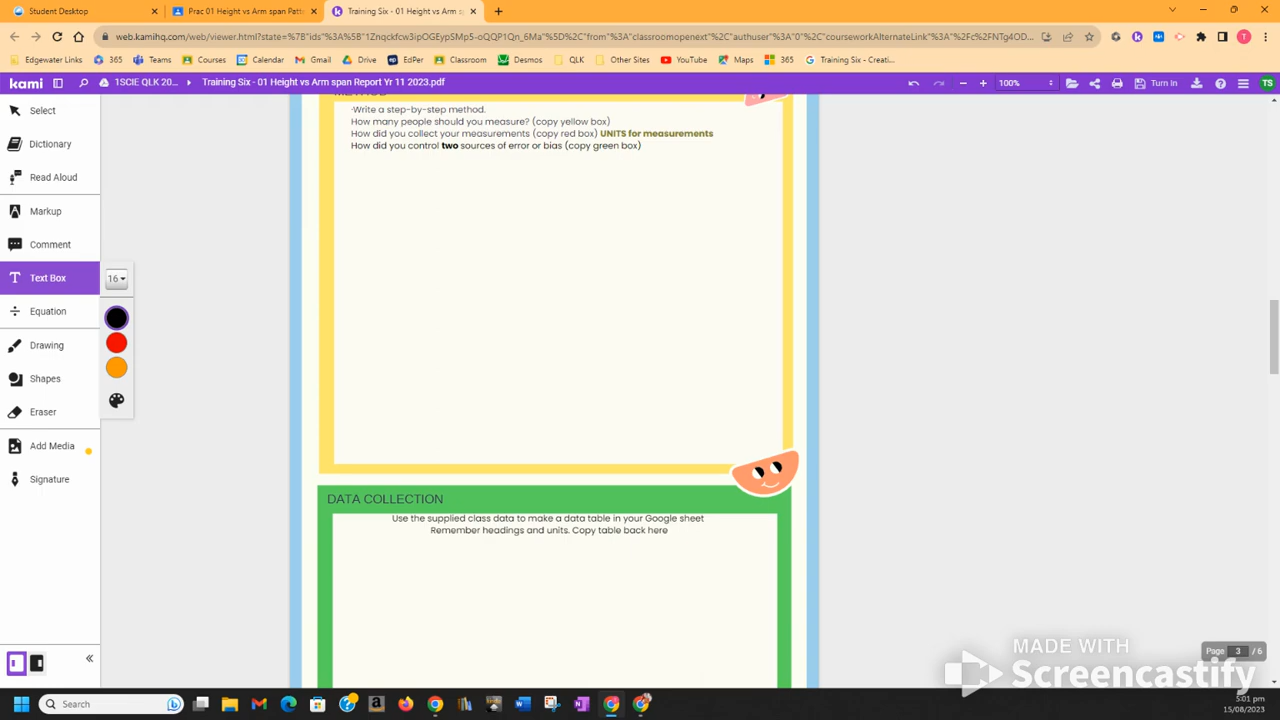 Student Desktop
Prac 01 Height vs Arm span Patt
Training Six - 01 Height vs Arm sp
web.kamihq.com/web/viewer.html?state=%7B"ids"%3A%5B"1Znqckfcw3ipOGEypSMp5-oQQP1Qn_6Ma"%5D%2C"from"%3A"classroomopenext"%2C"authuser"%3A"0"%2C"courseworkAlternateLink"%3A"%2Fc%2FNTg4OD...
Edgewater Links
365
Teams
Courses
EdPer
Calendar
Gmail
Drive
Classroom
Desmos
QLK
Other Sites
YouTube
Maps
365
Training Six - Creati...
kami
1SCIE QLK 20...
Training Six - 01 Height vs Arm span Report Yr 11 2023.pdf
100%
Turn in
TS
Select
Dictionary
Read Aloud
Markup
Comment
Text Box
16
Equation
Drawing
Shapes
Eraser
Add Media
Signature
·Write a step-by-step method.
How many people should you measure? (copy yellow box)
How did you collect your measurements (copy red box) UNITS for measurements
How did you control two sources of error or bias (copy green box)
DATA COLLECTION
Use the supplied class data to make a data table in your Google sheet
Remember headings and units. Copy table back here
MADE WITH
Screencastify
Page 3 / 6
Search
5:01 pm
15/08/2023